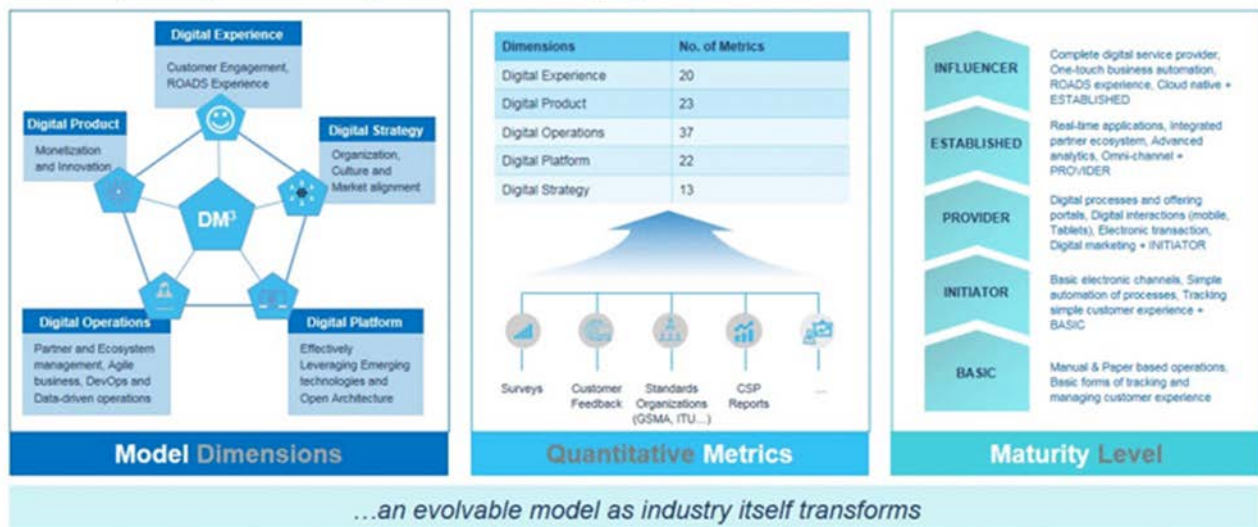 Digital Experience
Customer Engagement,
ROADS Experience
Digital Product
Monetization
and Innovation
Digital Strategy
Organization,
Culture and
Market alignment
DM³
Digital Operations
Partner and Ecosystem
management, Agile
business, DevOps and
Data-driven operations
Digital Platform
Effectively
Leveraging Emerging
technologies and
Open Architecture
Model Dimensions
Dimensions No. of Metrics
Digital Experience 20
Digital Product 23
Digital Operations 37
Digital Platform 22
Digital Strategy 13
Surveys
Customer
Feedback
Standards
Organizations
(GSMA, ITU...)
CSP
Reports
...
Quantitative Metrics
INFLUENCER
Complete digital service provider,
One-touch business automation,
ROADS experience, Cloud native +
ESTABLISHED
ESTABLISHED
Real-time applications, Integrated
partner ecosystem, Advanced
analytics, Omni-channel +
PROVIDER
PROVIDER
Digital processes and offering
portals, Digital interactions (mobile,
Tablets), Electronic transaction,
Digital marketing + INITIATOR
INITIATOR
Basic electronic channels, Simple
automation of processes, Tracking
simple customer experience +
BASIC
BASIC
Manual & Paper based operations,
Basic forms of tracking and
managing customer experience
Maturity Level
...an evolvable model as industry itself transforms